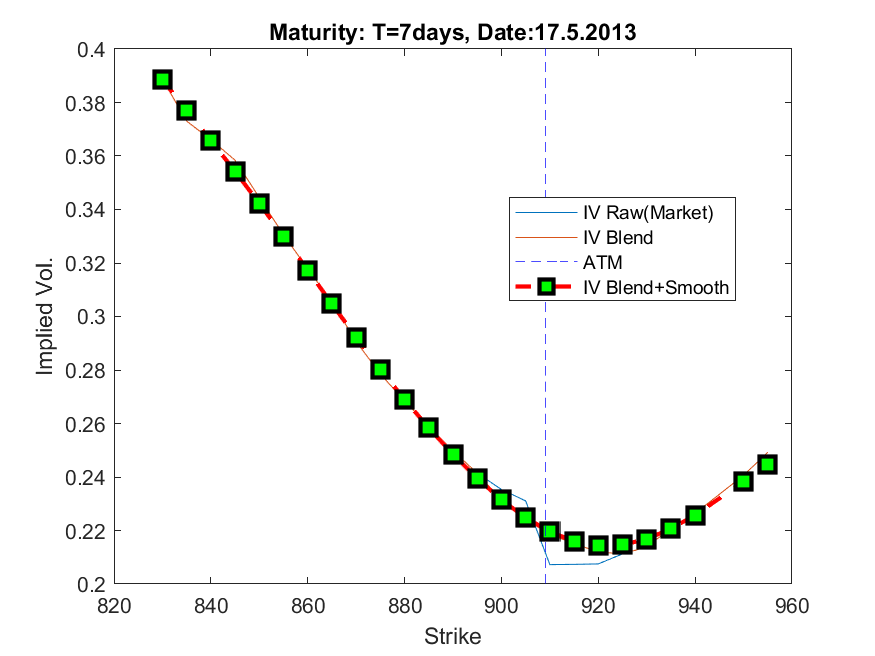 Maturity: T=7days, Date:17.5.2013
0.4
0.38
0.36
0.34
0.32
0.3
0.28
0.26
0.24
0.22
0.2
Implied Vol.
IV Raw(Market)
IV Blend
ATM
IV Blend+Smooth
820 840 860 880 900 920 940 960
Strike